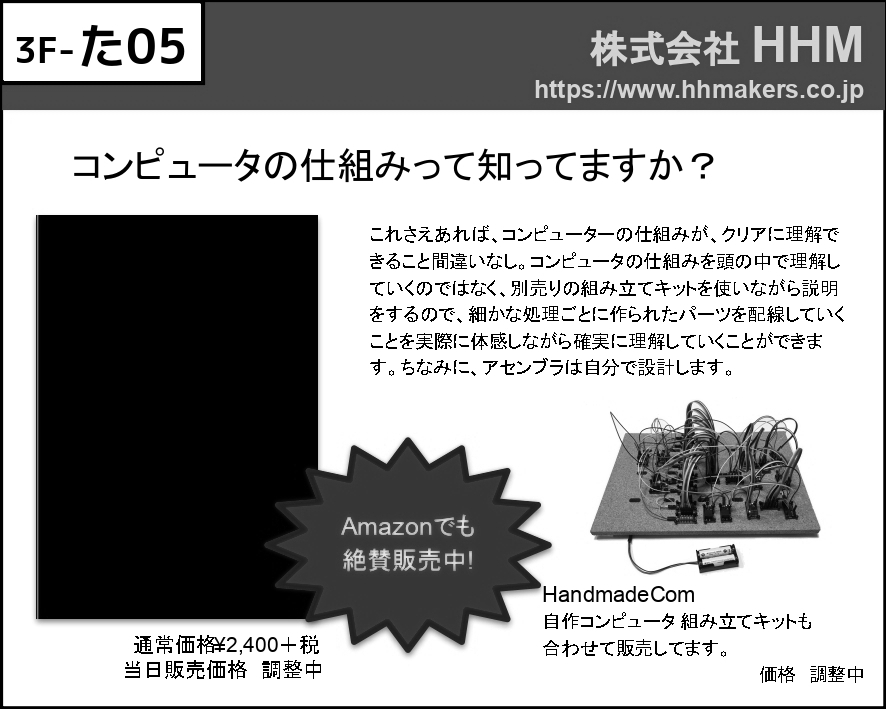 3F-た05
株式会社 HHM
https://www.hhmakers.co.jp
コンピュータの仕組みって知ってますか？
これさえあれば、コンピューターの仕組みが、クリアに理解で
きること間違いなし。コンピュータの仕組みを頭の中で理解し
ていくのではなく、別売りの組み立てキットを使いながら説明
をするので、細かな処理ごとに作られたパーツを配線していく
ことを実際に体感しながら確実に理解していくことができま
す。ちなみに、アセンブラは自分で設計します。
Amazonでも
絶賛販売中!
通常価格¥2,400＋税
当日販売価格　調整中
HandmadeCom
自作コンピュータ 組み立てキットも
合わせて販売してます。
価格　調整中